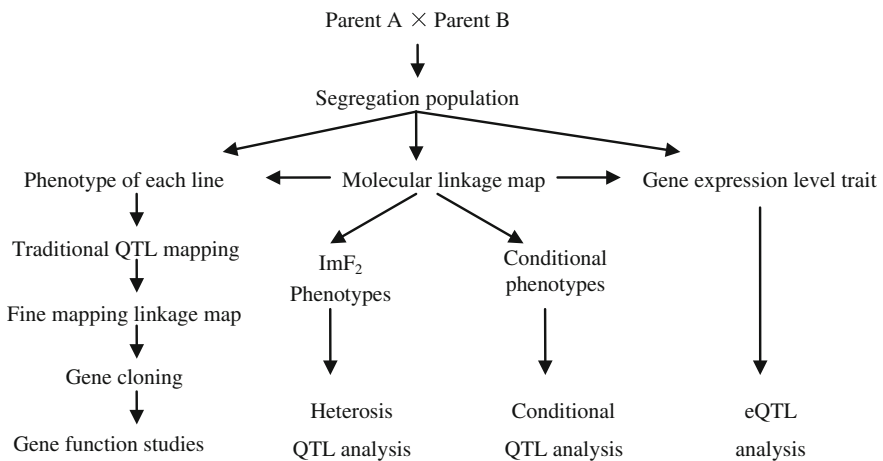 Parent A × Parent B
Segregation population
Phenotype of each line
Molecular linkage map
Gene expression level trait
Traditional QTL mapping
ImF₂
Phenotypes
Conditional
phenotypes
Fine mapping linkage map
Gene cloning
Gene function studies
Heterosis
QTL analysis
Conditional
QTL analysis
eQTL
analysis